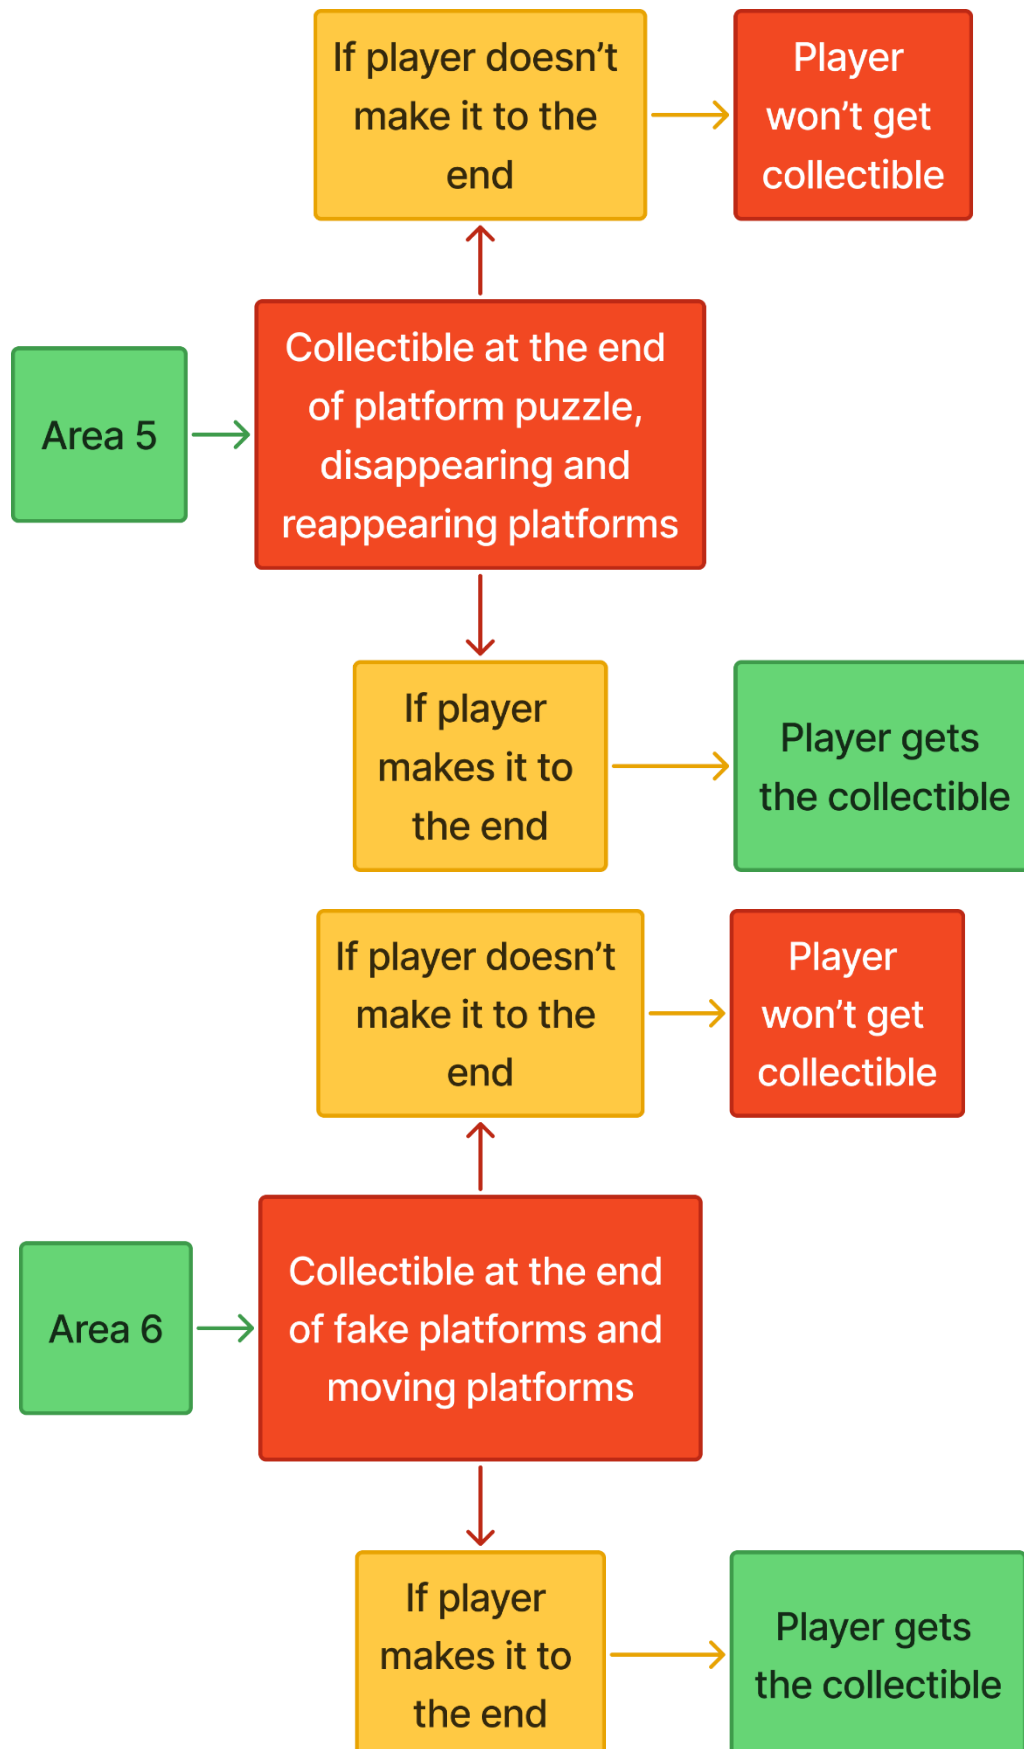 If player doesn’t
make it to the
end
Player
won’t get
collectible
Area 5
Collectible at the end
of platform puzzle,
disappearing and
reappearing platforms
If player
makes it to
the end
Player gets
the collectible
If player doesn’t
make it to the
end
Player
won’t get
collectible
Area 6
Collectible at the end
of fake platforms and
moving platforms
If player
makes it to
the end
Player gets
the collectible